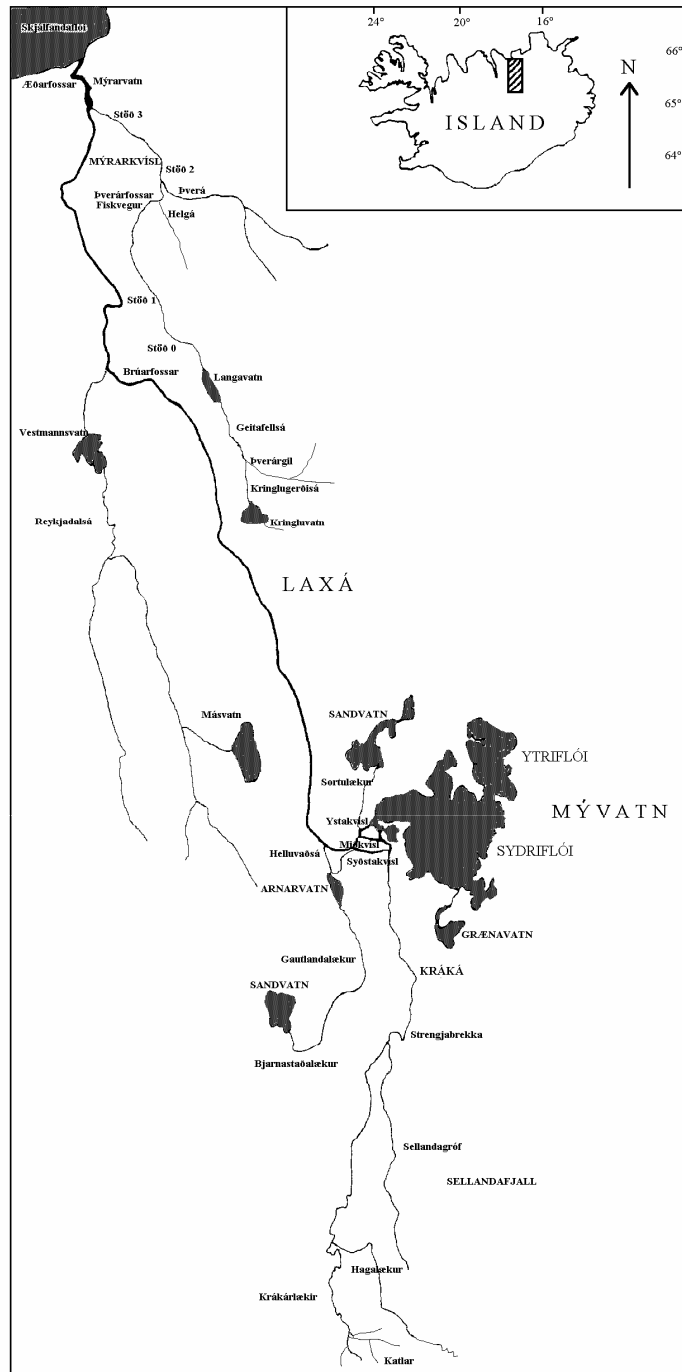 Skjálfandaflói
24°
20°
16°
66°
65°
64°
N
ISLAND
Æðarfossar
Mýrarvatn
Stöð 3
MÝRARKVÍSL
Stöð 2
Þverárfossar
Fiskvegur
Þverá
Helgá
Stöð 1
Stöð 0
Brúarfossar
Langavatn
Geitafellsá
Vestmannsvatn
Þverárgil
Kringlugerðisá
Reykjadalsá
Kringluvatn
LAXÁ
Másvatn
SANDVATN
YTRIFLÓI
Sortulækur
MÝVATN
Ystakvísl
Miðkvísl
Helluvaðsá
Syðstakvísl
SYDRIFLÓI
ARNARVATN
GRÆNAVATN
Gautlandalækur
KRÁKÁ
SANDVATN
Strengjabrekka
Bjarnastaðalækur
Sellandagróf
SELLANDAFJALL
Hagalækur
Krákárlækir
Katlar